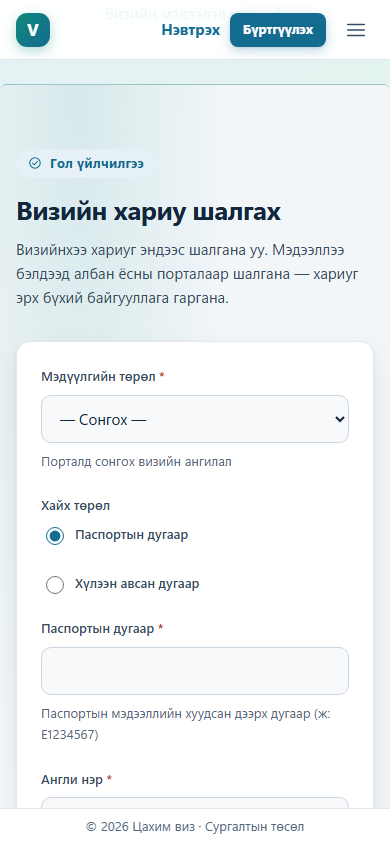 V
Нэвтрэх
Бүртгүүлэх
Гол үйлчилгээ
Визийн хариу шалгах
Визийнхээ хариуг эндээс шалгана уу. Мэдээллээ
бэлдээд албан ёсны порталаар шалгана — хариуг
эрх бүхий байгууллага гаргана.
Мэдүүлгийн төрөл *
— Сонгох —
Порталд сонгох визийн ангилал
Хайх төрөл
Паспортын дугаар
Хүлээн авсан дугаар
Паспортын дугаар *
Паспортын мэдээллийн хуудсан дээрх дугаар (ж:
E1234567)
Англи нэр *
© 2026 Цахим виз · Сургалтын төсөл